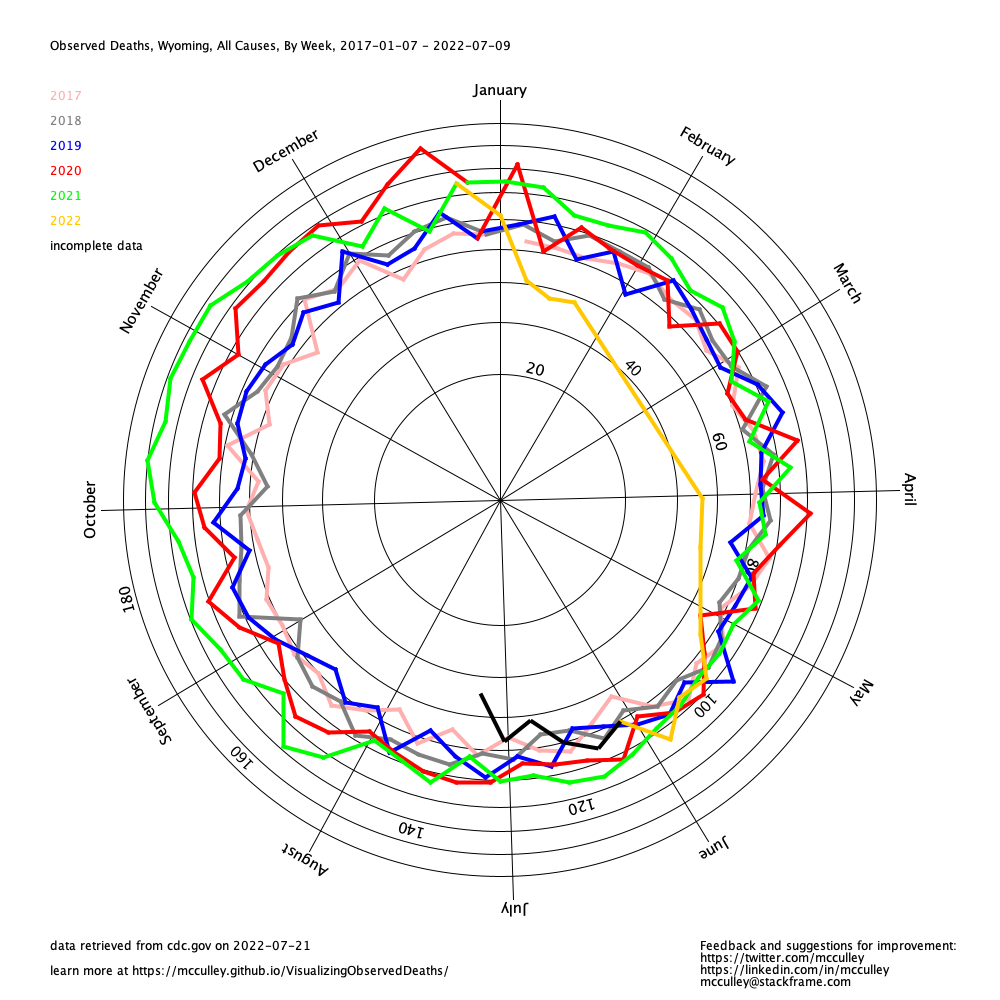 Observed Deaths, Wyoming, All Causes, By Week, 2017-01-07 - 2022-07-09
2017
2018
2019
2020
2021
2022
incomplete data
January
February
March
April
May
June
July
August
September
October
November
December
20
40
60
80
100
120
140
160
180
data retrieved from cdc.gov on 2022-07-21
learn more at https://mcculley.github.io/VisualizingObservedDeaths/
Feedback and suggestions for improvement:
https://twitter.com/mcculley
https://linkedin.com/in/mcculley
mcculley@stackframe.com